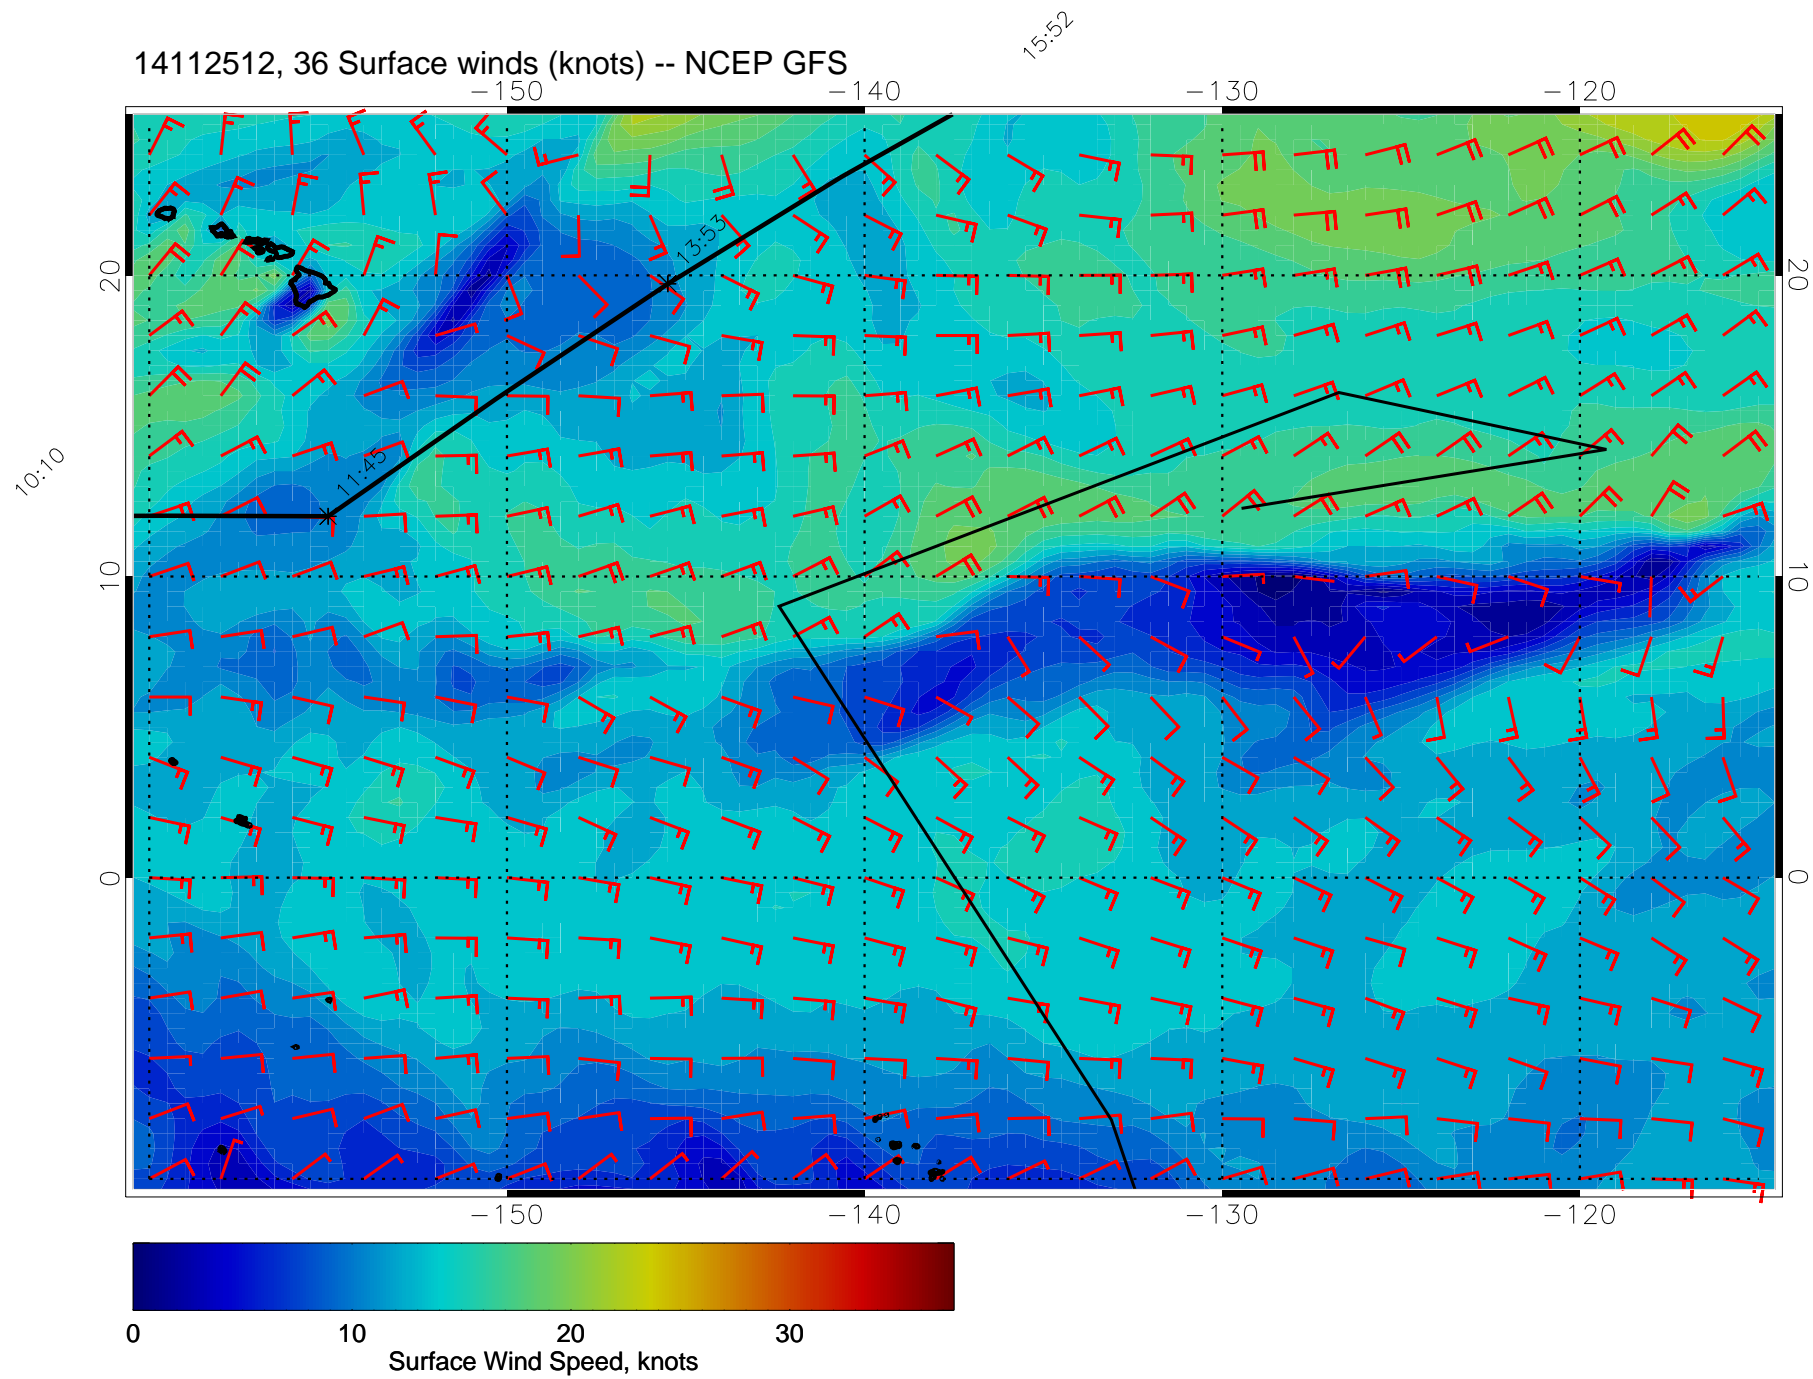 15:52
14112512, 36 Surface winds (knots) -- NCEP GFS
-150 -140 -130 -120
13:53
20 20
11:45
10:10
10 10
0 0
-150 -140 -130 -120
0 10 20 30
Surface Wind Speed, knots